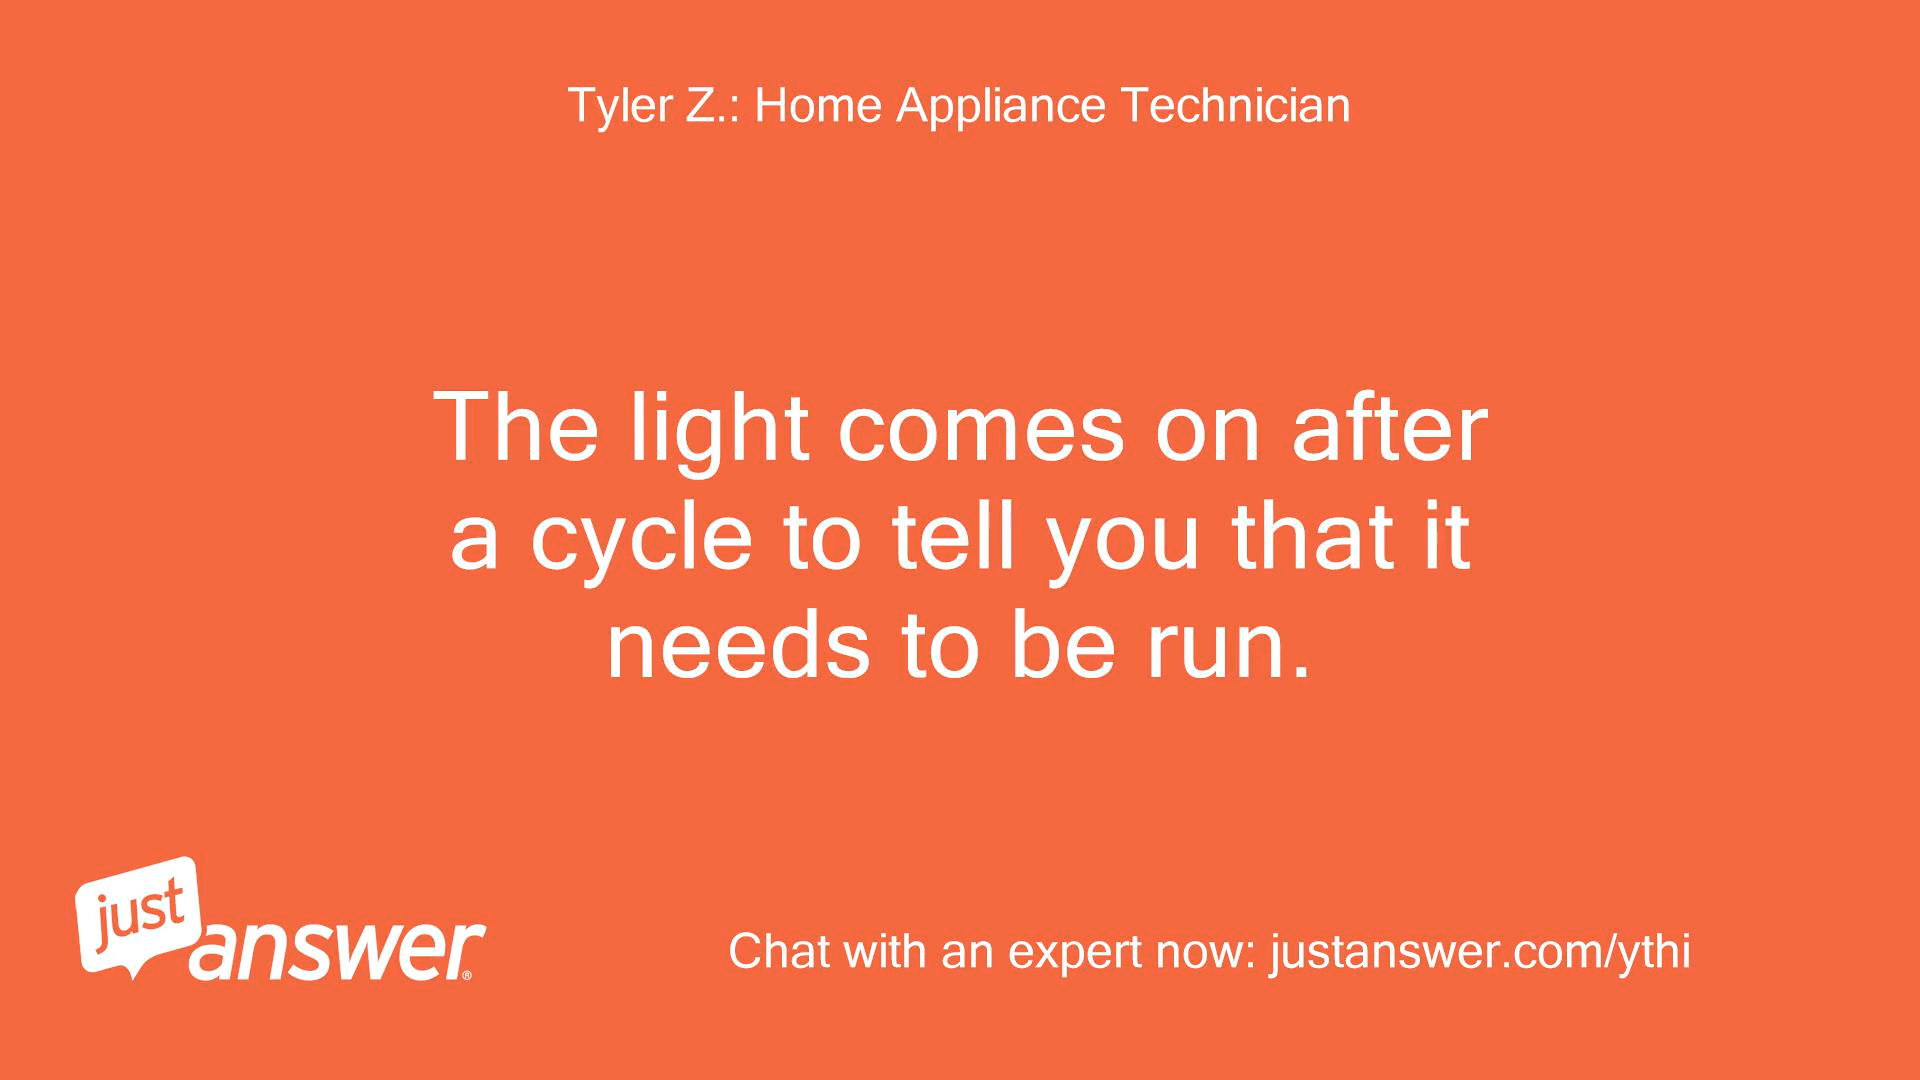 Tyler Z.: Home Appliance Technician
The light comes on after
a cycle to tell you that it
needs to be run.
just
answer®
Chat with an expert now: justanswer.com/ythi